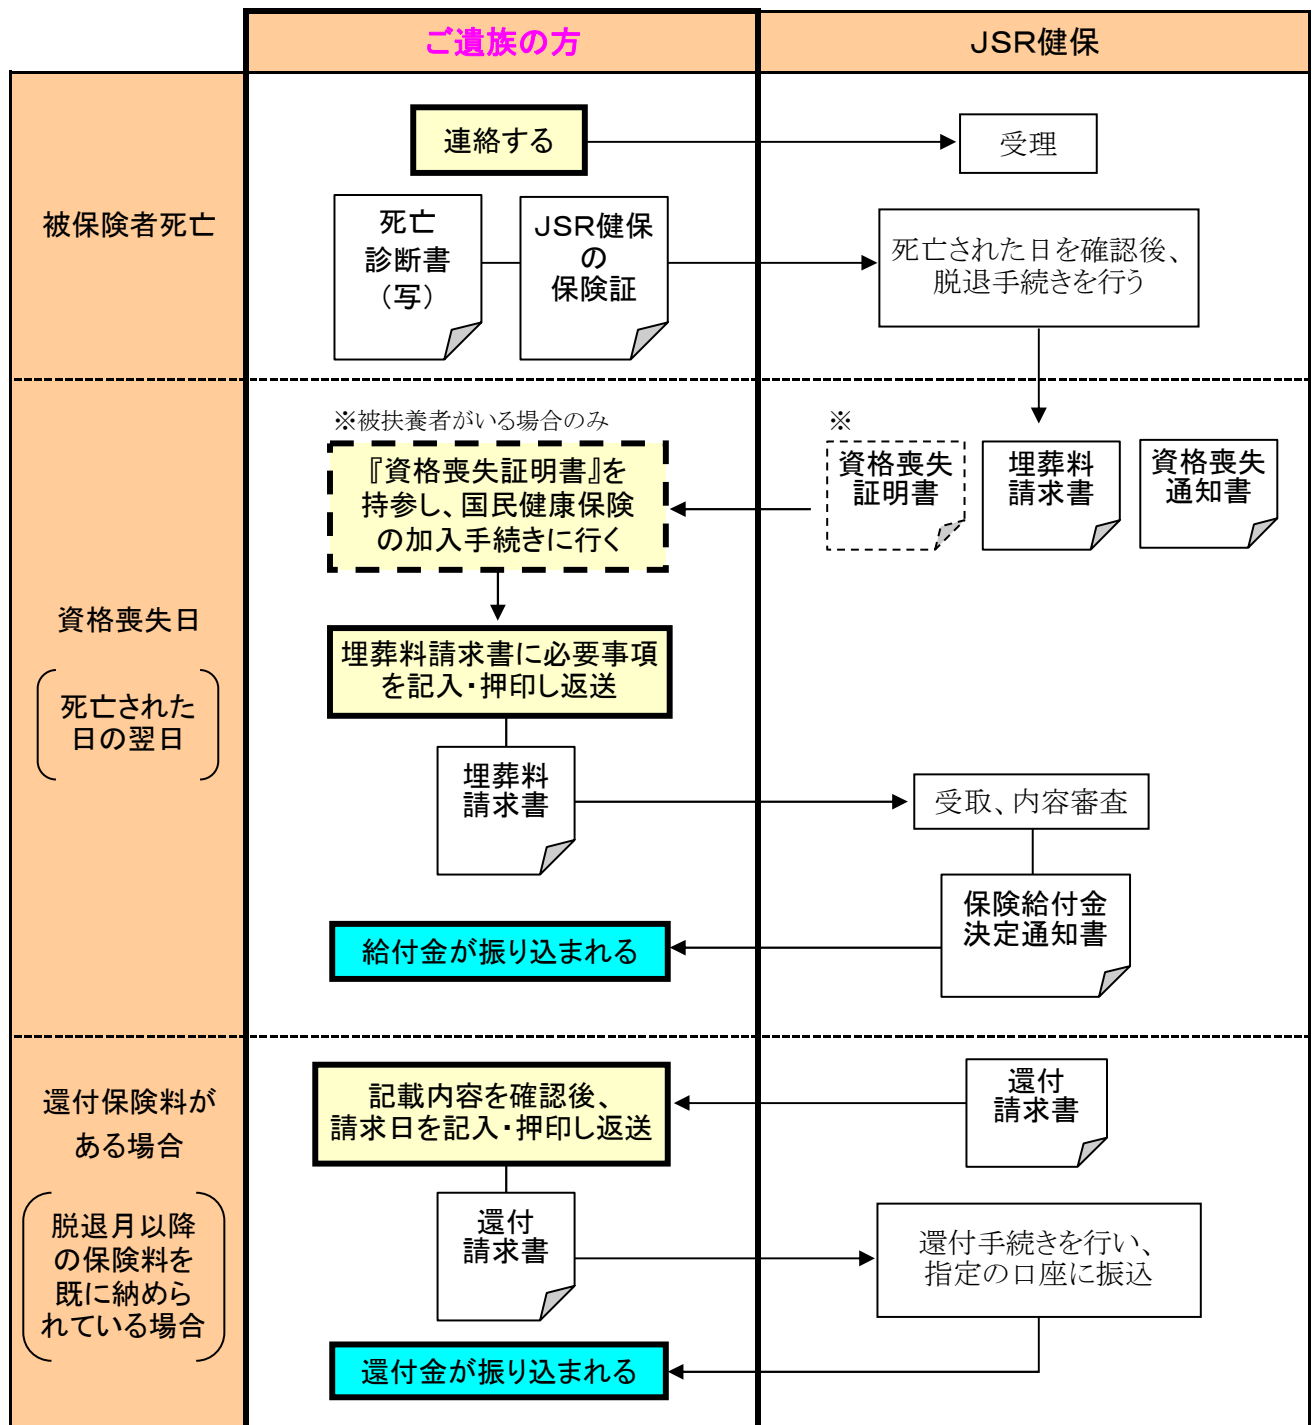 ご遺族の方
JSR健保
被保険者死亡
連絡する
受理
死亡
診断書
(写)
JSR健保
の
保険証
死亡された日を確認後、
脱退手続きを行う
資格喪失日
死亡された
日の翌日
※被扶養者がいる場合のみ
『資格喪失証明書』を
持参し、国民健康保険
の加入手続きに行く
※
資格喪失
証明書
埋葬料
請求書
資格喪失
通知書
埋葬料請求書に必要事項
を記入・押印し返送
埋葬料
請求書
受取、内容審査
保険給付金
決定通知書
給付金が振り込まれる
還付保険料が
ある場合
脱退月以降
の保険料を
既に納めら
れている場合
記載内容を確認後、
請求日を記入・押印し返送
還付
請求書
還付
請求書
還付手続きを行い、
指定の口座に振込
還付金が振り込まれる